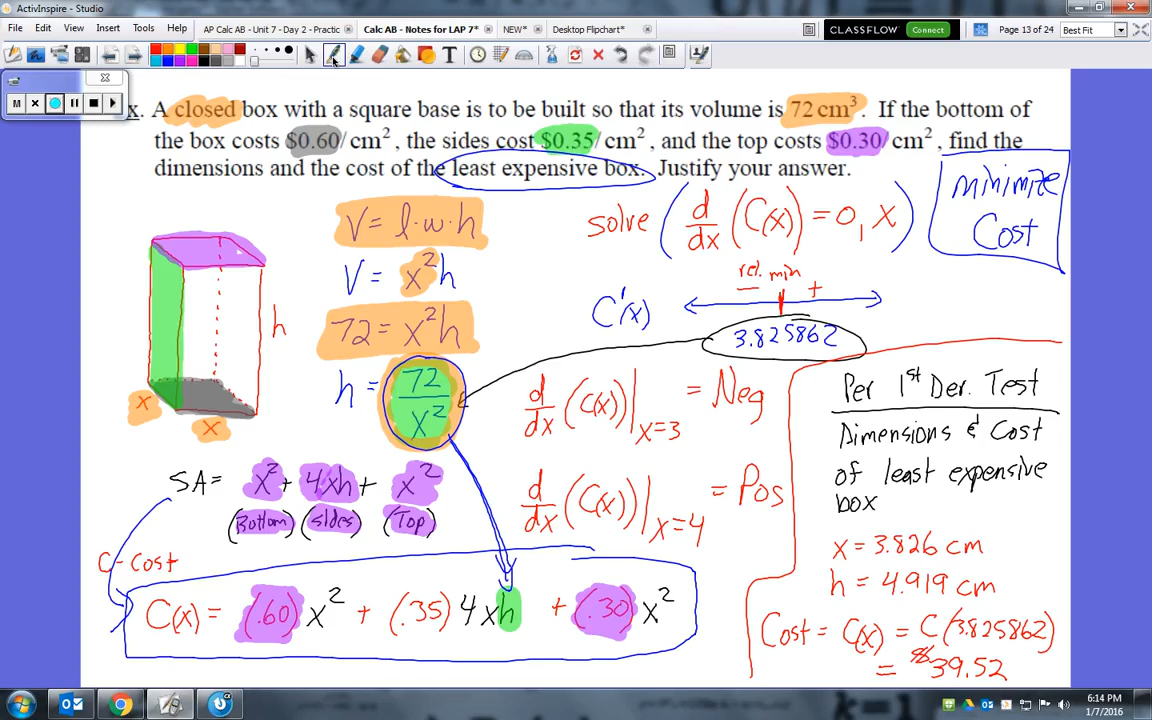 ActivInspire - Studio
File Edit View Insert Tools Help
AP Calc AB - Unit 7 - Day 2 - Practic
Calc AB - Notes for LAP 7*
NEW*
Desktop Flipchart*
ClassFlow
Connect
Page 13 of 24
Best Fit
M
x. A closed box with a square base is to be built so that its volume is 72 cm³. If the bottom of
the box costs $0.60/cm², the sides cost $0.35/cm², and the top costs $0.30/cm², find the
dimensions and the cost of the least expensive box. Justify your answer.
minimize
Cost
V = l·w·h
V = x²h
72 = x²h
h = 72/x²
h
x
x
solve (d/dx (C(x)) = 0, x)
rel. min
− +
C'(x)
3.825862
d/dx (C(x))|x=3 = Neg
d/dx (C(x))|x=4 = Pos
SA = x² + 4xh + x²
(Bottom) (sides) (Top)
C - Cost
C(x) = (.60) x² + (.35) 4xh + (.30) x²
Per 1st Der. Test
Dimensions & Cost
of least expensive
box
x = 3.826 cm
h = 4.919 cm
Cost = C(x) = C(3.825862)
= $39.52
6:14 PM
1/7/2016